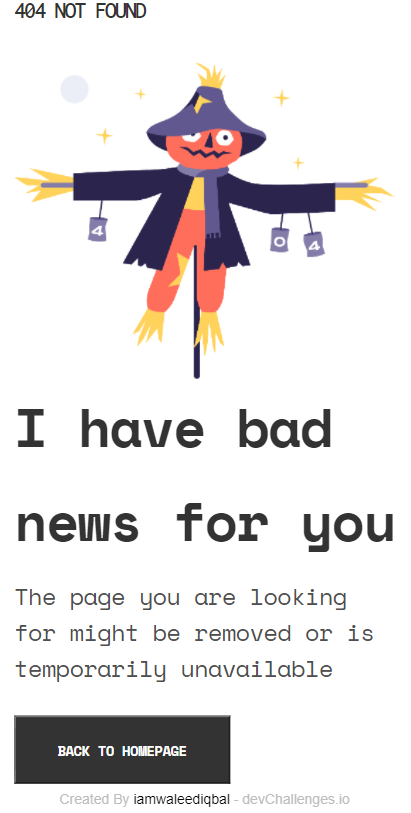 404 NOT FOUND
4
0
4
I have bad
news for you
The page you are looking
for might be removed or is
temporarily unavailable
BACK TO HOMEPAGE
Created By iamwaleediqbal - devChallenges.io